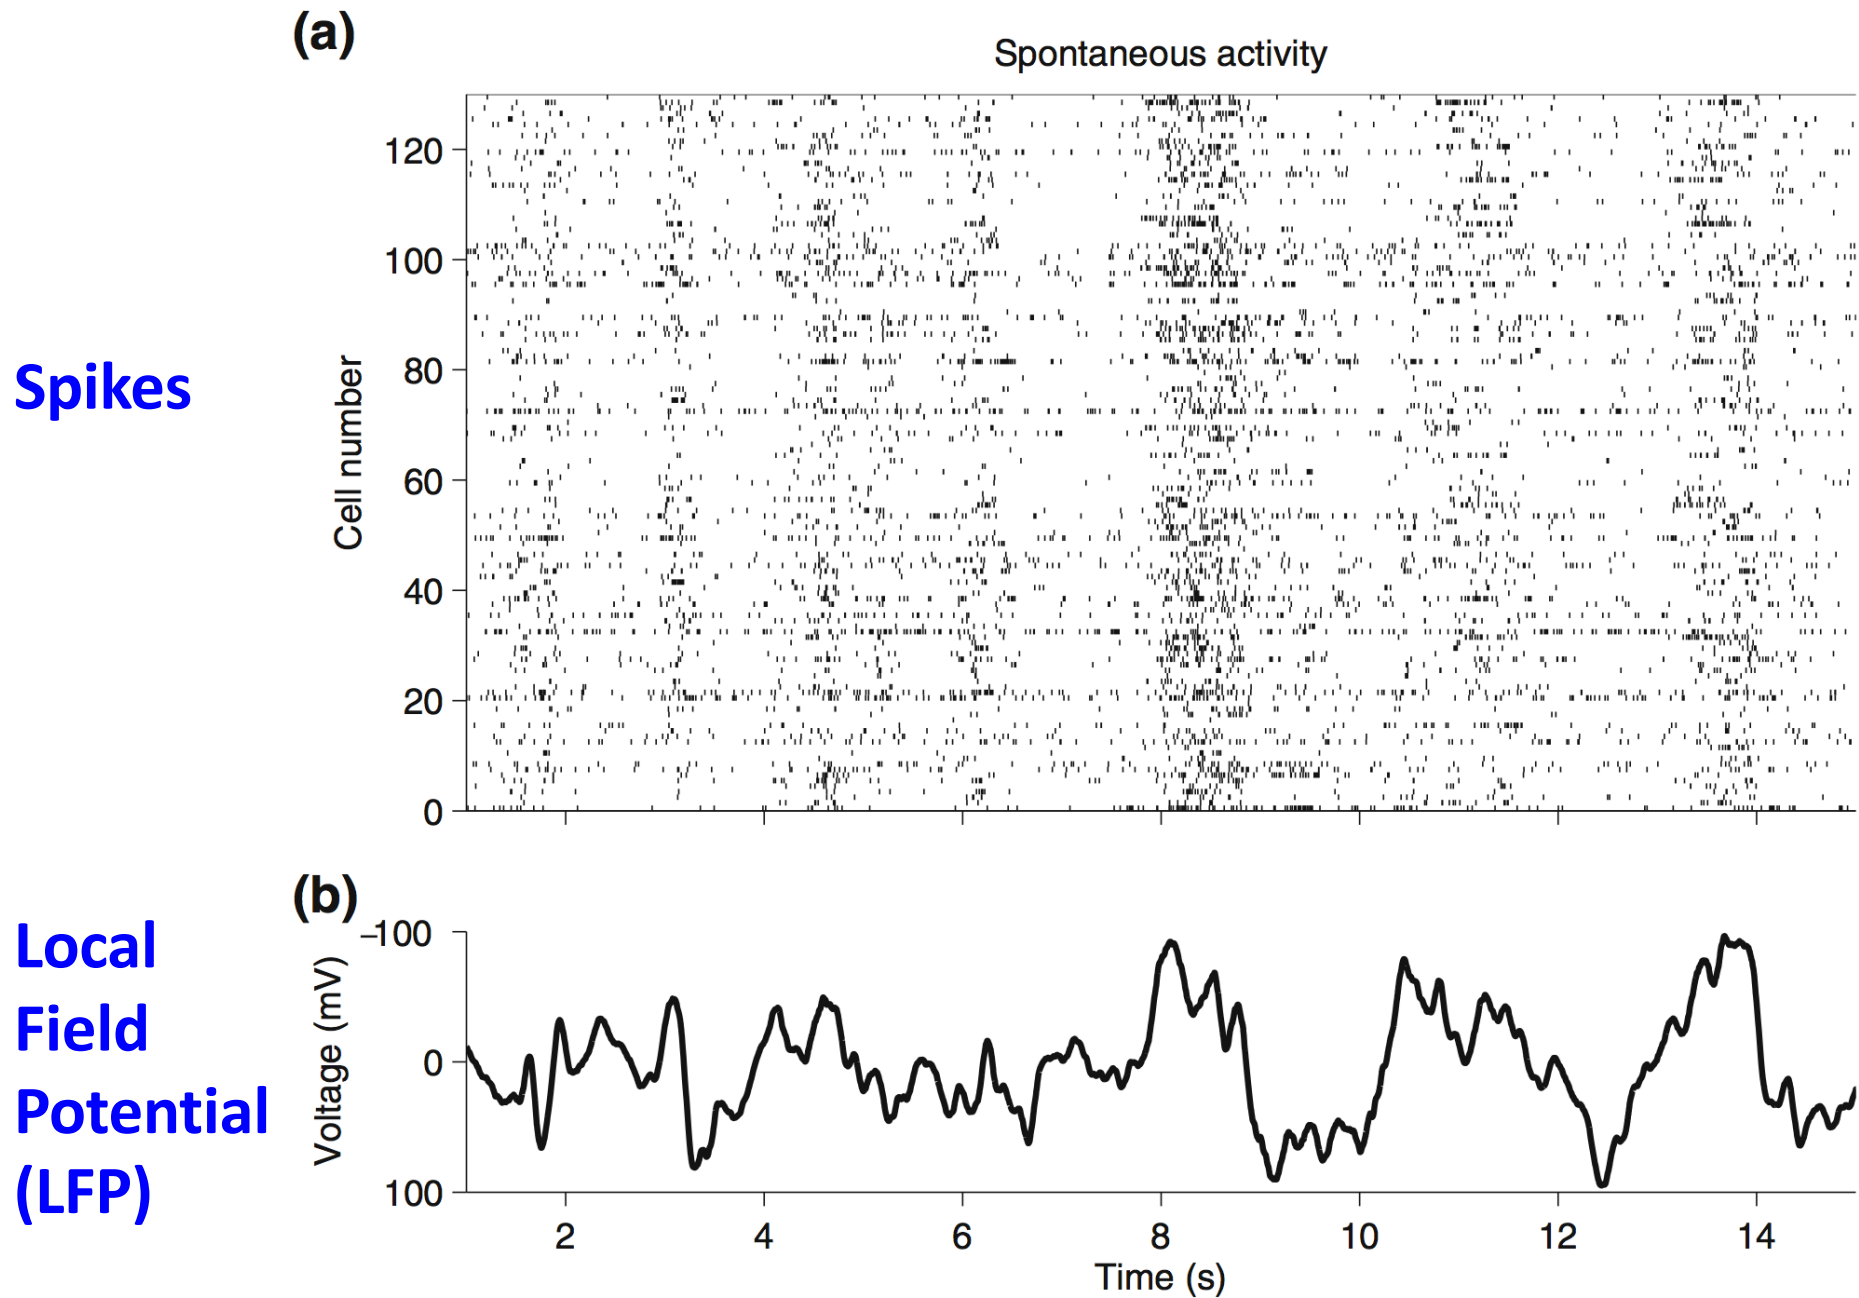 (a)
Spontaneous activity
Spikes
Cell number
120
100
80
60
40
20
0
(b)
Local
Field
Potential
(LFP)
Voltage (mV)
–100
0
100
2 4 6 8 10 12 14
Time (s)